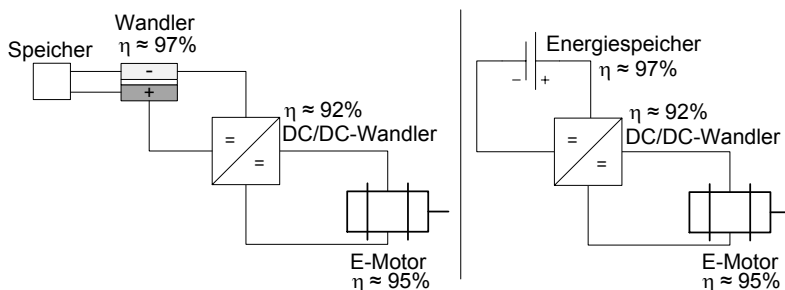 Wandler
η ≈ 97%
Speicher
-
+
η ≈ 92%
DC/DC-Wandler
=
=
E-Motor
η ≈ 95%
Energiespeicher
η ≈ 97%
– +
η ≈ 92%
DC/DC-Wandler
=
=
E-Motor
η ≈ 95%